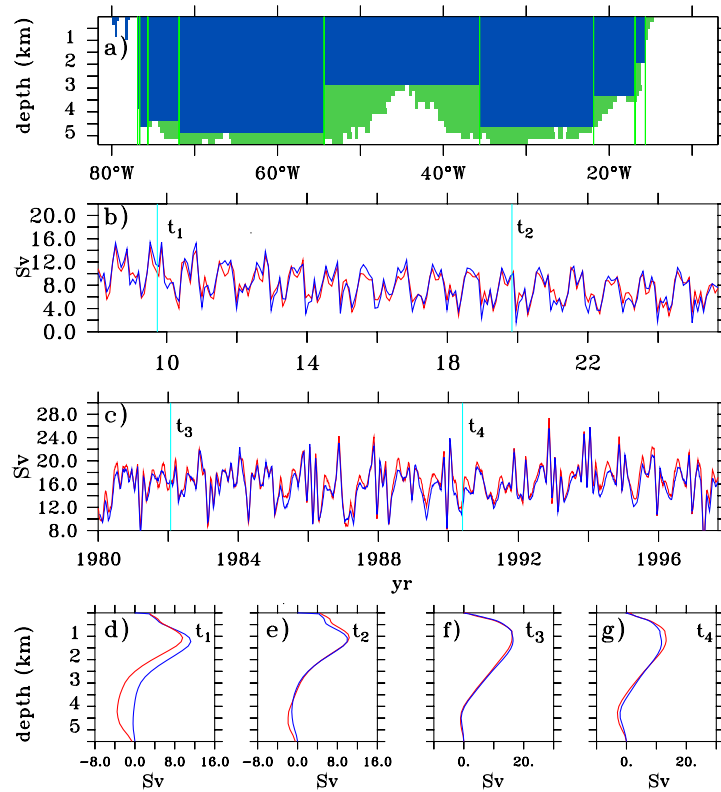 a)
depth (km)
1
2
3
4
5
80°W 60°W 40°W 20°W
b)
t1
t2
Sv
22.0
16.0
12.0
8.0
4.0
0.0
10 14 18 22
c)
t3
t4
Sv
28.0
24.0
20.0
16.0
12.0
8.0
1980 1984 1988 1992 1996
yr
d) t1
e) t2
f) t3
g) t4
depth (km)
1
2
3
4
5
-8.0 0.0 8.0 16.0
-8.0 0.0 8.0 16.0
0. 20.
0. 20.
Sv Sv Sv Sv